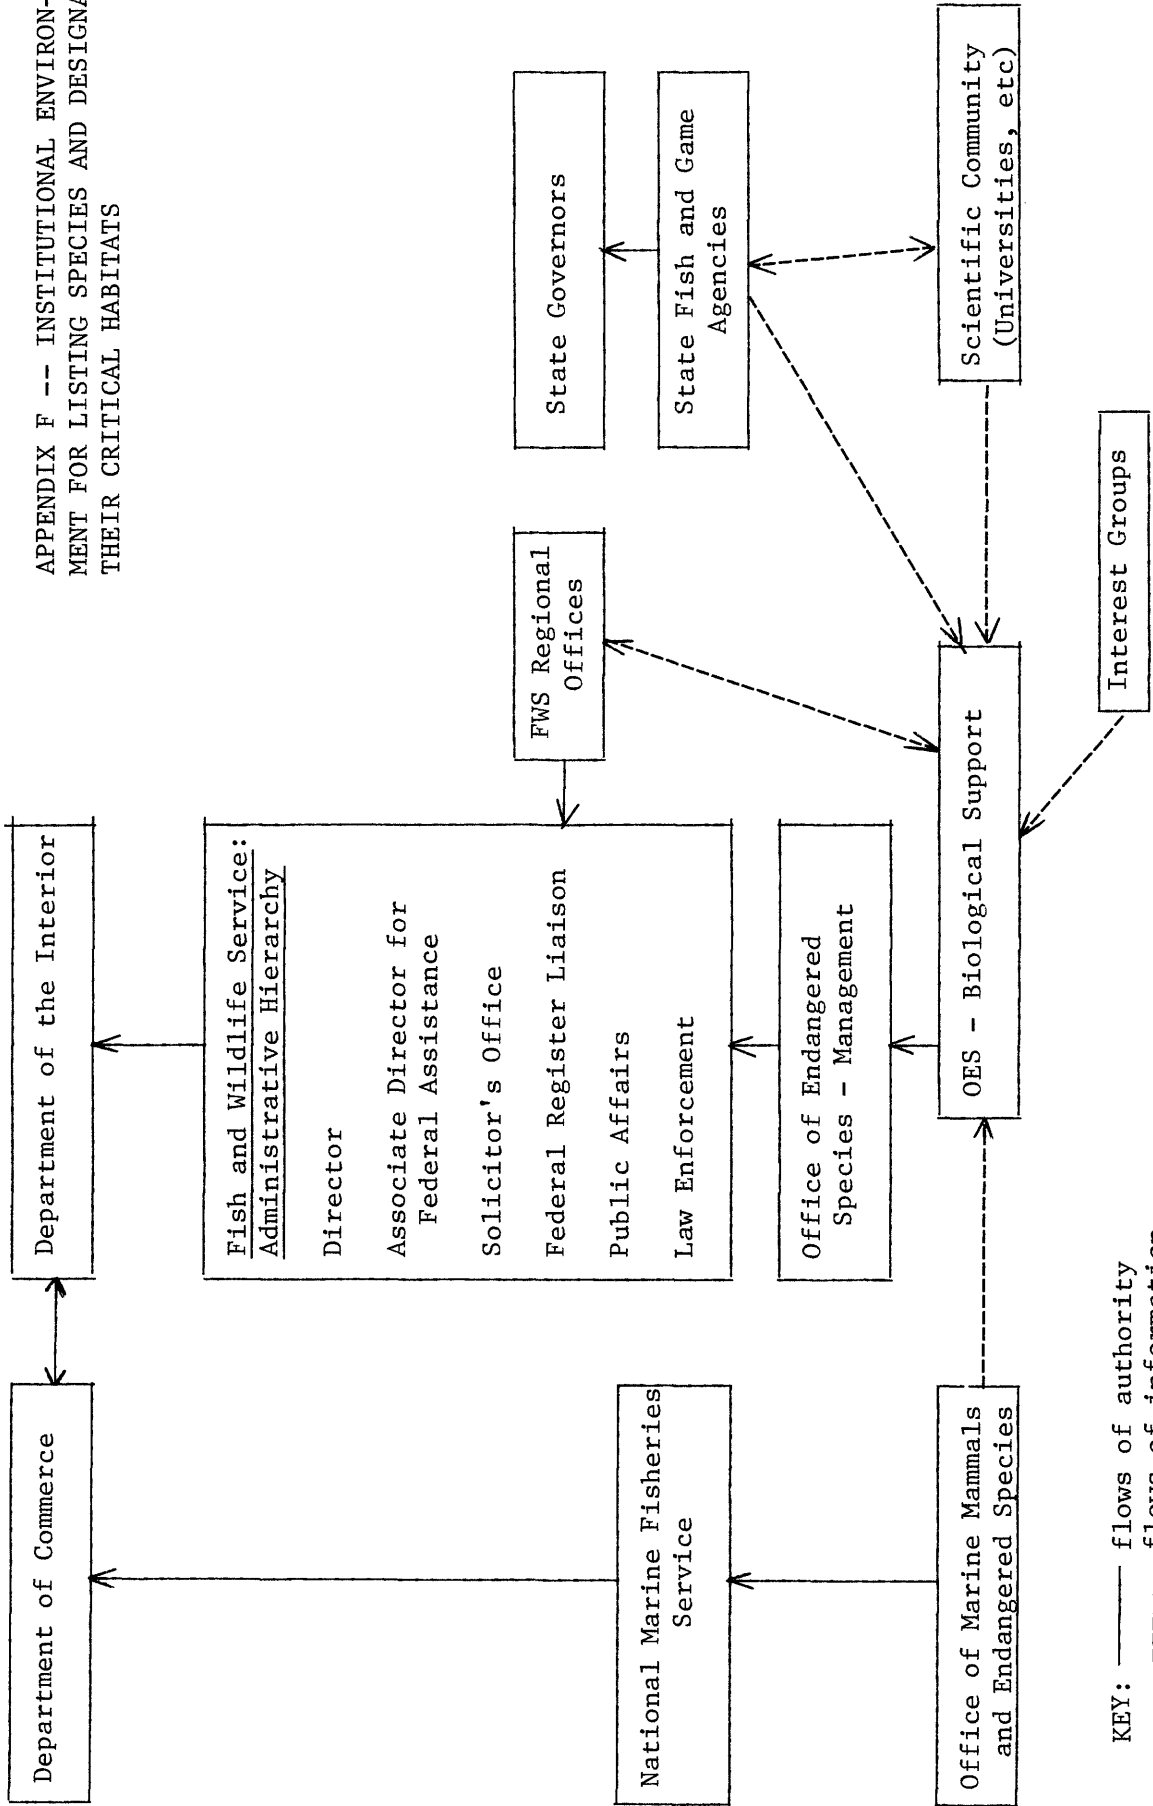 APPENDIX F -- INSTITUTIONAL ENVIRON-
MENT FOR LISTING SPECIES AND DESIGNA
THEIR CRITICAL HABITATS
Department of Commerce
Department of the Interior
Fish and Wildlife Service:
Administrative Hierarchy
Director
Associate Director for
Federal Assistance
Solicitor's Office
Federal Register Liaison
Public Affairs
Law Enforcement
FWS Regional
Offices
State Governors
State Fish and Game
Agencies
National Marine Fisheries
Service
Office of Endangered
Species - Management
Office of Marine Mammals
and Endangered Species
OES - Biological Support
Scientific Community
(Universities, etc)
Interest Groups
KEY: flows of authority
flows of information